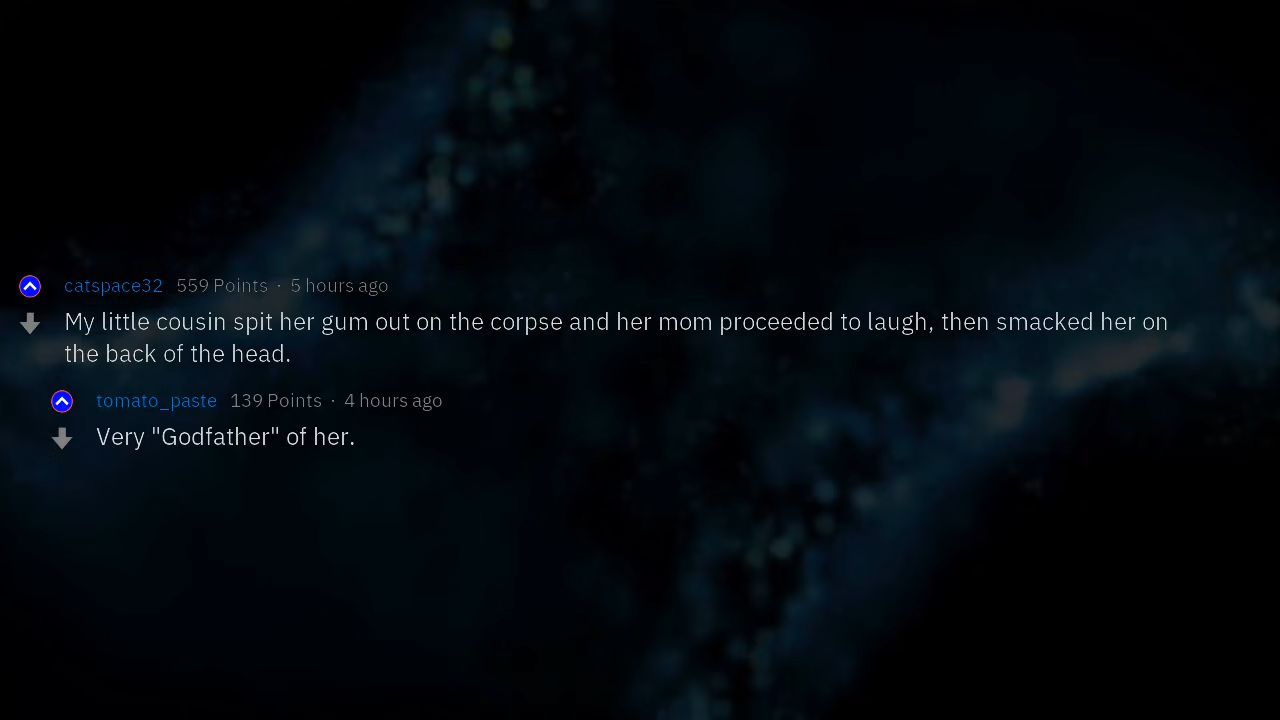 catspace32 559 Points · 5 hours ago
My little cousin spit her gum out on the corpse and her mom proceeded to laugh, then smacked her on
the back of the head.
tomato_paste 139 Points · 4 hours ago
Very "Godfather" of her.